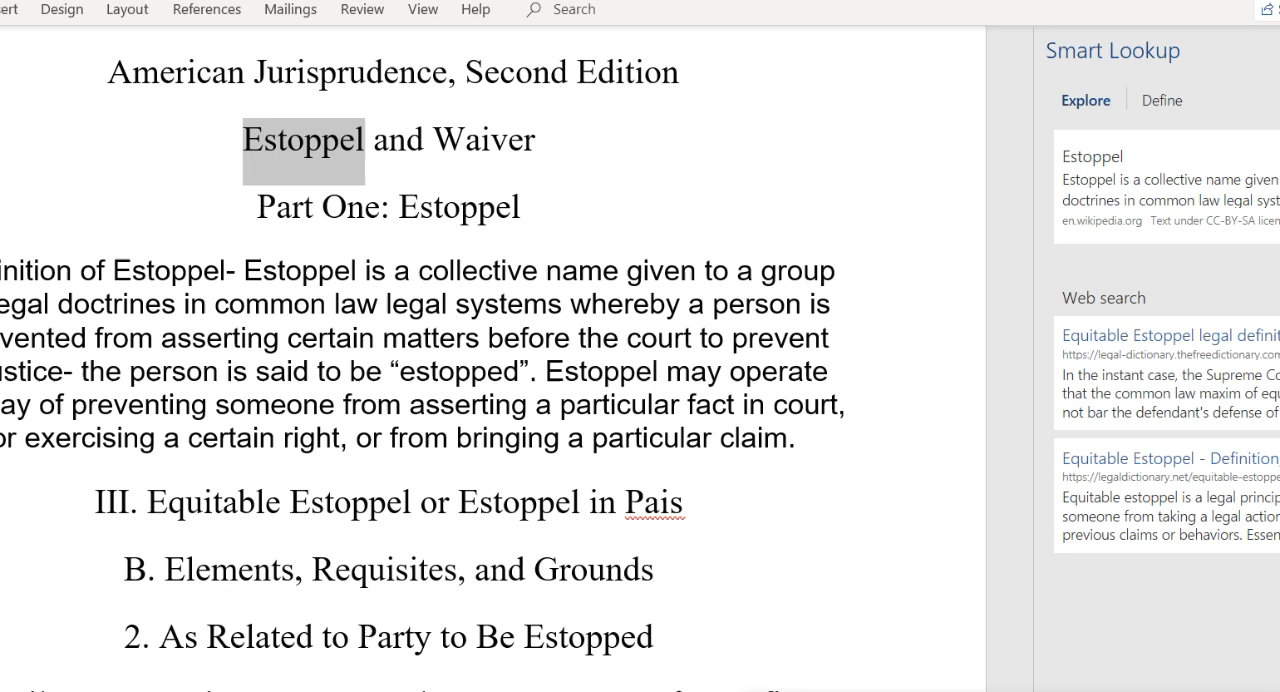 Design Layout References Mailings Review View Help Search
American Jurisprudence, Second Edition
Estoppel and Waiver
Part One: Estoppel
inition of Estoppel- Estoppel is a collective name given to a group
egal doctrines in common law legal systems whereby a person is
vented from asserting certain matters before the court to prevent
ustice- the person is said to be “estopped”. Estoppel may operate
ay of preventing someone from asserting a particular fact in court,
or exercising a certain right, or from bringing a particular claim.
III. Equitable Estoppel or Estoppel in Pais
B. Elements, Requisites, and Grounds
2. As Related to Party to Be Estopped
Smart Lookup
Explore Define
Estoppel
Estoppel is a collective name given
doctrines in common law legal syst
en.wikipedia.org Text under CC-BY-SA licen
Web search
Equitable Estoppel legal definit
https://legal-dictionary.thefreedictionary.com
In the instant case, the Supreme Co
that the common law maxim of equ
not bar the defendant's defense of
Equitable Estoppel - Definition,
https://legaldictionary.net/equitable-estoppe
Equitable estoppel is a legal princip
someone from taking a legal action
previous claims or behaviors. Essen